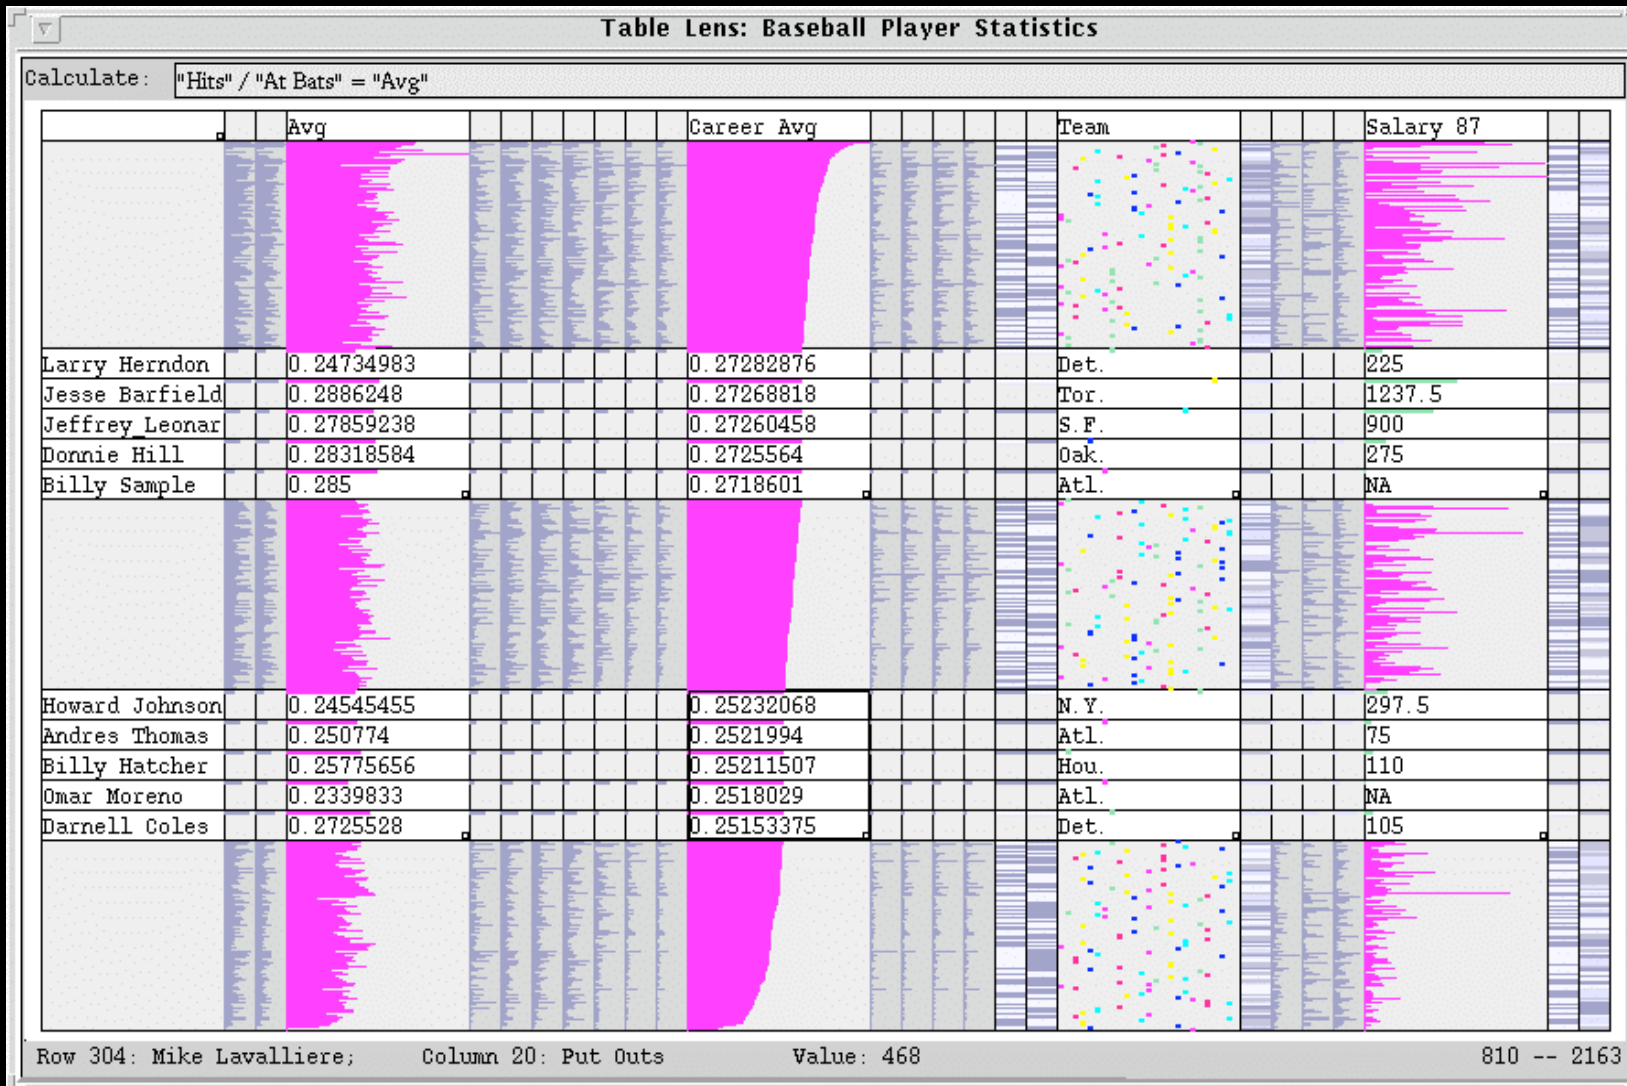 Table Lens: Baseball Player Statistics
Calculate: "Hits" / "At Bats" = "Avg"
Avg Career Avg Team Salary 87
Larry Herndon 0.24734983 0.27282876 Det. 225
Jesse Barfield 0.2886248 0.27268818 Tor. 1237.5
Jeffrey_Leonar 0.27859238 0.27260458 S.F. 900
Donnie Hill 0.28318584 0.2725564 Oak. 275
Billy Sample 0.285 0.2718601 Atl. NA
Howard Johnson 0.24545455 0.25232068 N.Y. 297.5
Andres Thomas 0.250774 0.2521994 Atl. 75
Billy Hatcher 0.25775656 0.25211507 Hou. 110
Omar Moreno 0.2339833 0.2518029 Atl. NA
Darnell Coles 0.2725528 0.25153375 Det. 105
Row 304: Mike Lavalliere; Column 20: Put Outs Value: 468 810 -- 2163